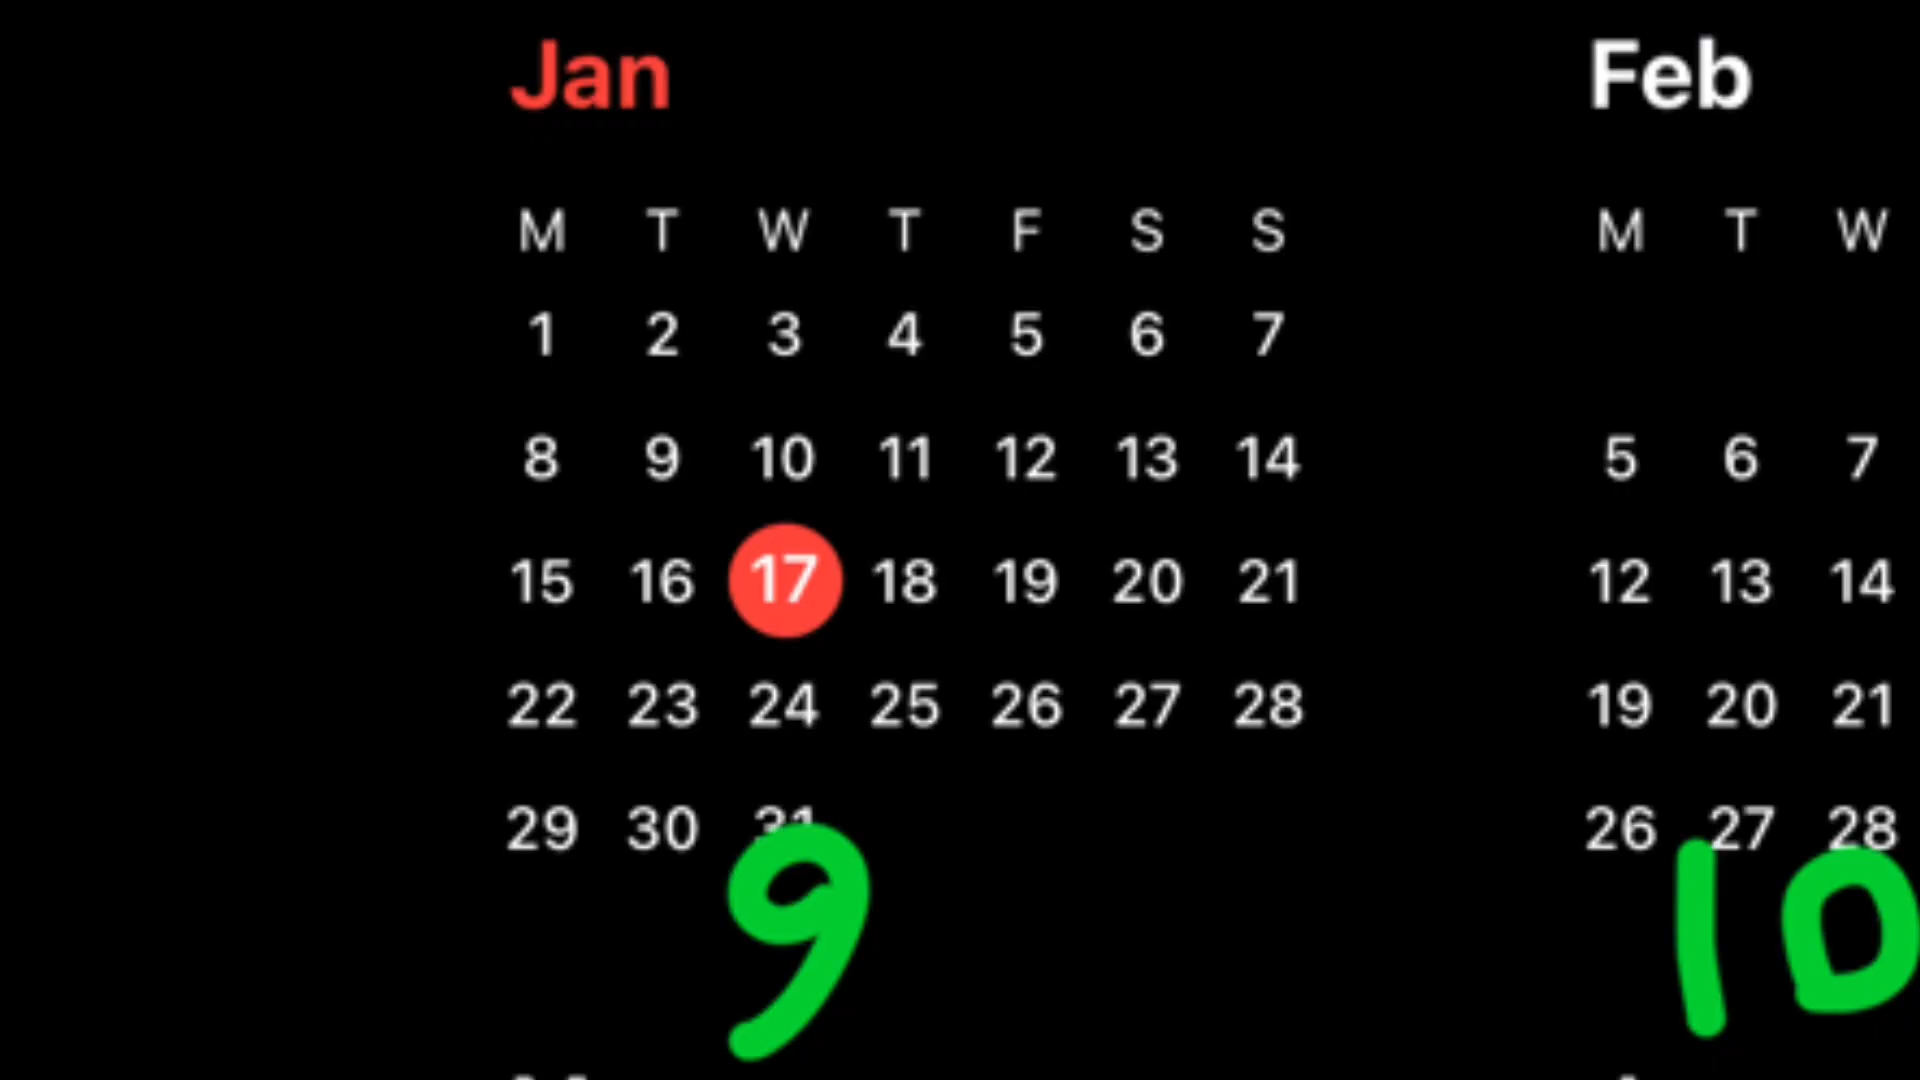 Jan Feb
M T W T F S S M T W
1 2 3 4 5 6 7
8 9 10 11 12 13 14 5 6 7
15 16 17 18 19 20 21 12 13 14
22 23 24 25 26 27 28 19 20 21
29 30 31 26 27 28
9 10